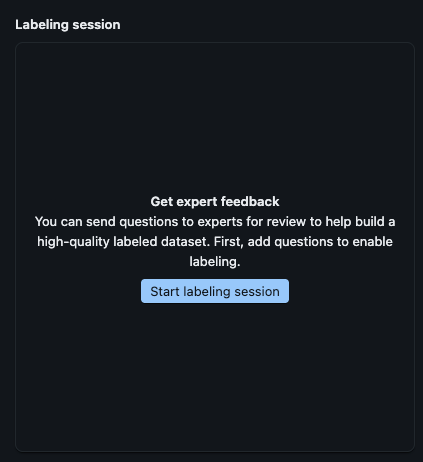 Labeling session
Get expert feedback
You can send questions to experts for review to help build a
high-quality labeled dataset. First, add questions to enable
labeling.
Start labeling session